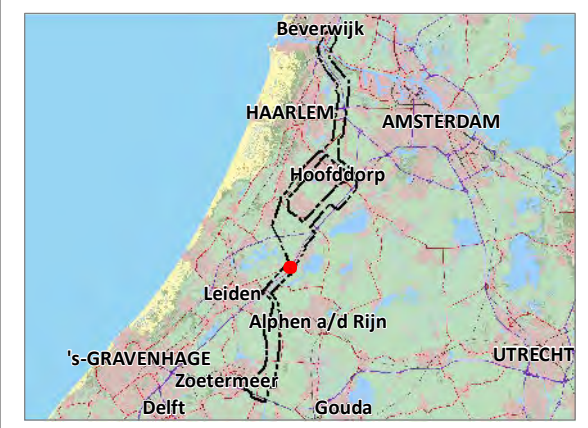 Beverwijk
HAARLEM
AMSTERDAM
Hoofddorp
Leiden
Alphen a/d Rijn
's-GRAVENHAGE
UTRECHT
Zoetermeer
Delft
Gouda